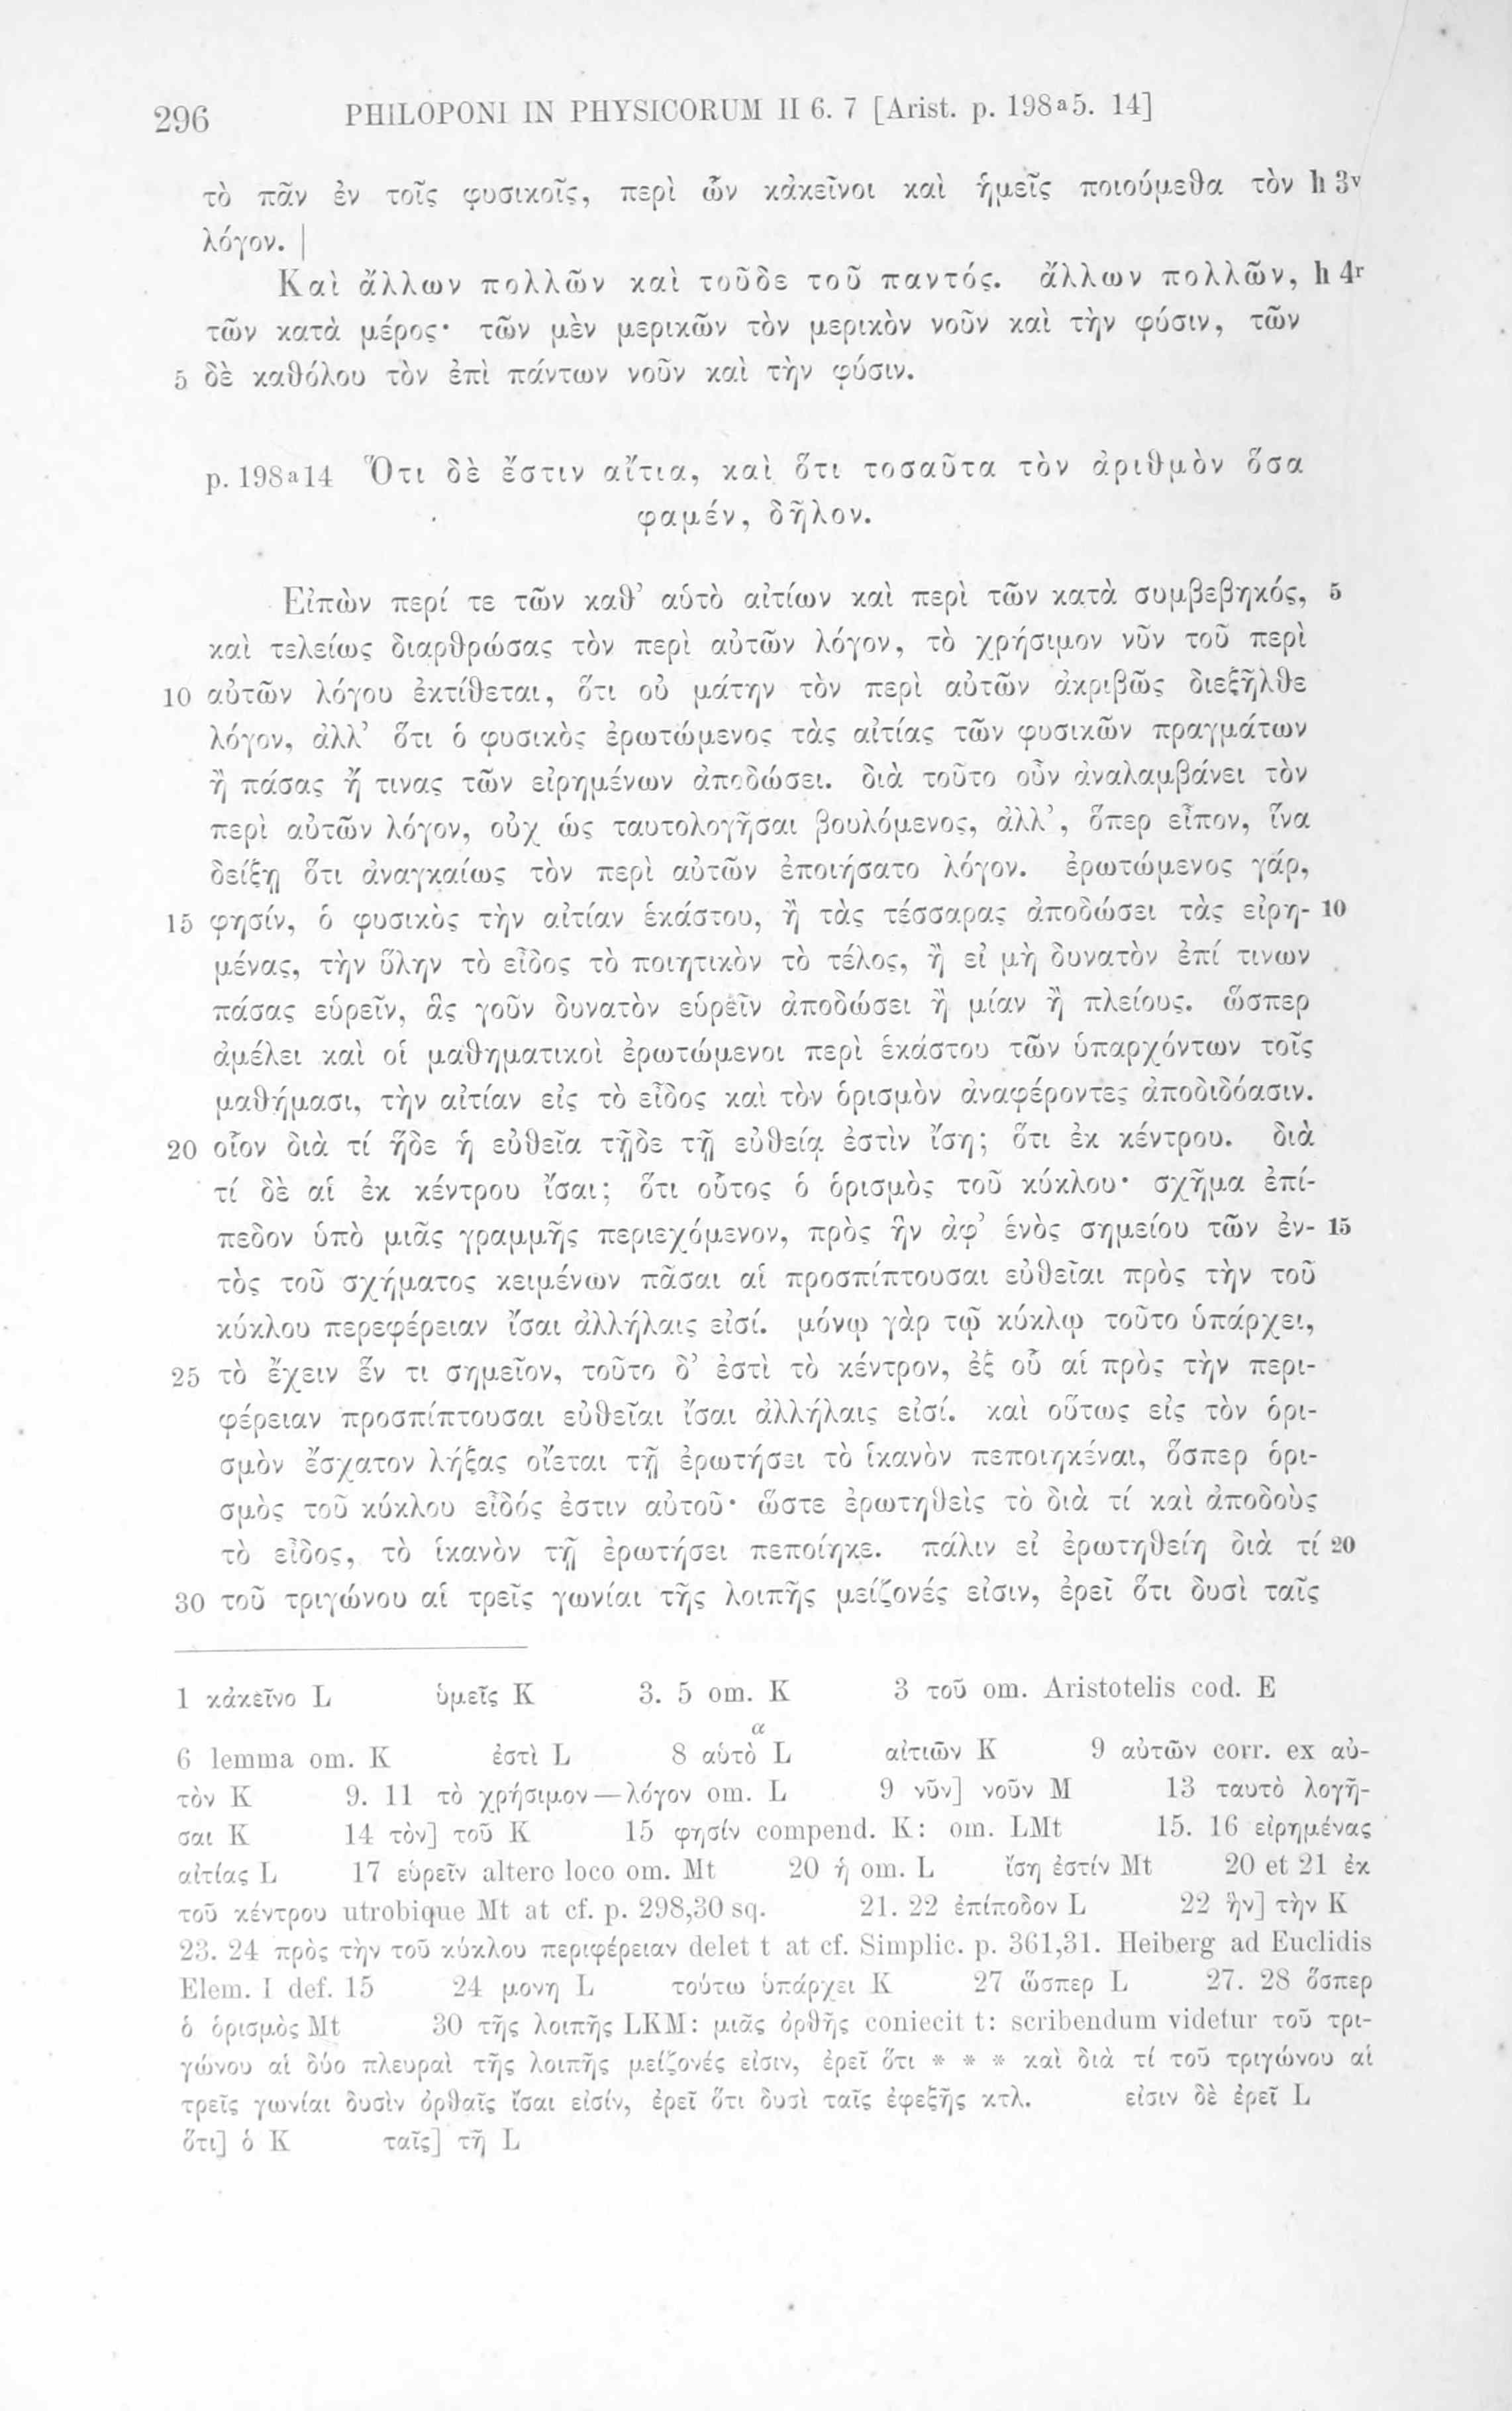 296 PHILOPONI IN PHYSICORUM II 6. 7 [Arist. p. 198ᵃ5. 14]
τὸ πᾶν ἐν τοῖς φυσικοῖς, περὶ ὧν κἀκεῖνοι καὶ ἡμεῖς ποιούμεθα τὸν h 3ᵛ
λόγον. |
Καὶ ἄλλων πολλῶν καὶ τοῦδε τοῦ παντός. ἄλλων πολλῶν, h 4ʳ
τῶν κατὰ μέρος· τῶν μὲν μερικῶν τὸν μερικὸν νοῦν καὶ τὴν φύσιν, τῶν
5 δὲ καθόλου τὸν ἐπὶ πάντων νοῦν καὶ τὴν φύσιν.
p. 198ᵃ14 Ὅτι δὲ ἔστιν αἴτια, καὶ ὅτι τοσαῦτα τὸν ἀριθμὸν ὅσα
φαμέν, δῆλον.
Εἰπὼν περί τε τῶν καθ’ αὑτὸ αἰτίων καὶ περὶ τῶν κατὰ συμβεβηκός, 5
καὶ τελείως διαρθρώσας τὸν περὶ αὐτῶν λόγον, τὸ χρήσιμον νῦν τοῦ περὶ
10 αὐτῶν λόγου ἐκτίθεται, ὅτι οὐ μάτην τὸν περὶ αὐτῶν ἀκριβῶς διεξῆλθε
λόγον, ἀλλ’ ὅτι ὁ φυσικὸς ἐρωτώμενος τὰς αἰτίας τῶν φυσικῶν πραγμάτων
ἢ πάσας ἤ τινας τῶν εἰρημένων ἀποδώσει. διὰ τοῦτο οὖν ἀναλαμβάνει τὸν
περὶ αὐτῶν λόγον, οὐχ ὡς ταυτολογῆσαι βουλόμενος, ἀλλ’, ὅπερ εἶπον, ἵνα
δείξῃ ὅτι ἀναγκαίως τὸν περὶ αὐτῶν ἐποιήσατο λόγον. ἐρωτώμενος γάρ,
15 φησίν, ὁ φυσικὸς τὴν αἰτίαν ἑκάστου, ἢ τὰς τέσσαρας ἀποδώσει τὰς εἰρη- 10
μένας, τὴν ὕλην τὸ εἶδος τὸ ποιητικὸν τὸ τέλος, ἢ εἰ μὴ δυνατὸν ἐπί τινων
πάσας εὑρεῖν, ἃς γοῦν δυνατὸν εὑρεῖν ἀποδώσει ἢ μίαν ἢ πλείους. ὥσπερ
ἀμέλει καὶ οἱ μαθηματικοὶ ἐρωτώμενοι περὶ ἑκάστου τῶν ὑπαρχόντων τοῖς
μαθήμασι, τὴν αἰτίαν εἰς τὸ εἶδος καὶ τὸν ὁρισμὸν ἀναφέροντες ἀποδιδόασιν.
20 οἷον διὰ τί ἥδε ἡ εὐθεῖα τῇδε τῇ εὐθείᾳ ἐστὶν ἴση; ὅτι ἐκ κέντρου. διὰ
τί δὲ αἱ ἐκ κέντρου ἴσαι; ὅτι οὗτος ὁ ὁρισμὸς τοῦ κύκλου· σχῆμα ἐπί-
πεδον ὑπὸ μιᾶς γραμμῆς περιεχόμενον, πρὸς ἣν ἀφ’ ἑνὸς σημείου τῶν ἐν- 15
τὸς τοῦ σχήματος κειμένων πᾶσαι αἱ προσπίπτουσαι εὐθεῖαι πρὸς τὴν τοῦ
κύκλου περεφέρειαν ἴσαι ἀλλήλαις εἰσί. μόνῳ γὰρ τῷ κύκλῳ τοῦτο ὑπάρχει,
25 τὸ ἔχειν ἕν τι σημεῖον, τοῦτο δ’ ἐστὶ τὸ κέντρον, ἐξ οὗ αἱ πρὸς τὴν περι-
φέρειαν προσπίπτουσαι εὐθεῖαι ἴσαι ἀλλήλαις εἰσί. καὶ οὕτως εἰς τὸν ὁρι-
σμὸν ἔσχατον λήξας οἴεται τῇ ἐρωτήσει τὸ ἱκανὸν πεποιηκέναι, ὅσπερ ὁρι-
σμὸς τοῦ κύκλου εἶδός ἐστιν αὐτοῦ· ὥστε ἐρωτηθεὶς τὸ διὰ τί καὶ ἀποδοὺς
τὸ εἶδος, τὸ ἱκανὸν τῇ ἐρωτήσει πεποίηκε. πάλιν εἰ ἐρωτηθείη διὰ τί 20
30 τοῦ τριγώνου αἱ τρεῖς γωνίαι τῆς λοιπῆς μείζονές εἰσιν, ἐρεῖ ὅτι δυσὶ ταῖς
1 κἀκεῖνο L ὑμεῖς K 3. 5 om. K 3 τοῦ om. Aristotelis cod. E
α
6 lemma om. K ἐστὶ L 8 αὑτὸ L αἰτιῶν K 9 αὐτῶν corr. ex αὐ-
τὸν K 9. 11 τὸ χρήσιμον — λόγον om. L 9 νῦν] νοῦν M 13 ταυτὸ λογῆ-
σαι K 14 τὸν] τοῦ K 15 φησίν compend. K: om. LMt 15. 16 εἰρημένας
αἰτίας L 17 εὑρεῖν altero loco om. Mt 20 ἡ om. L ἴση ἐστίν Mt 20 et 21 ἐκ
τοῦ κέντρου utrobique Mt at cf. p. 298,30 sq. 21. 22 ἐπίποδον L 22 ἣν] τὴν K
23. 24 πρὸς τὴν τοῦ κύκλου περιφέρειαν delet t at cf. Simplic. p. 361,31. Heiberg ad Euclidis
Elem. I def. 15 24 μονη L τούτω ὑπάρχει K 27 ὥσπερ L 27. 28 ὅσπερ
ὁ ὁρισμὸς Mt 30 τῆς λοιπῆς LKM: μιᾶς ὀρθῆς coniecit t: scribendum videtur τοῦ τρι-
γώνου αἱ δύο πλευραὶ τῆς λοιπῆς μείζονές εἰσιν, ἐρεῖ ὅτι * * * καὶ διὰ τί τοῦ τριγώνου αἱ
τρεῖς γωνίαι δυσὶν ὀρθαῖς ἴσαι εἰσίν, ἐρεῖ ὅτι δυσὶ ταῖς ἐφεξῆς κτλ. εἰσιν δὲ ἐρεῖ L
ὅτι] ὁ K ταῖς] τῆ L